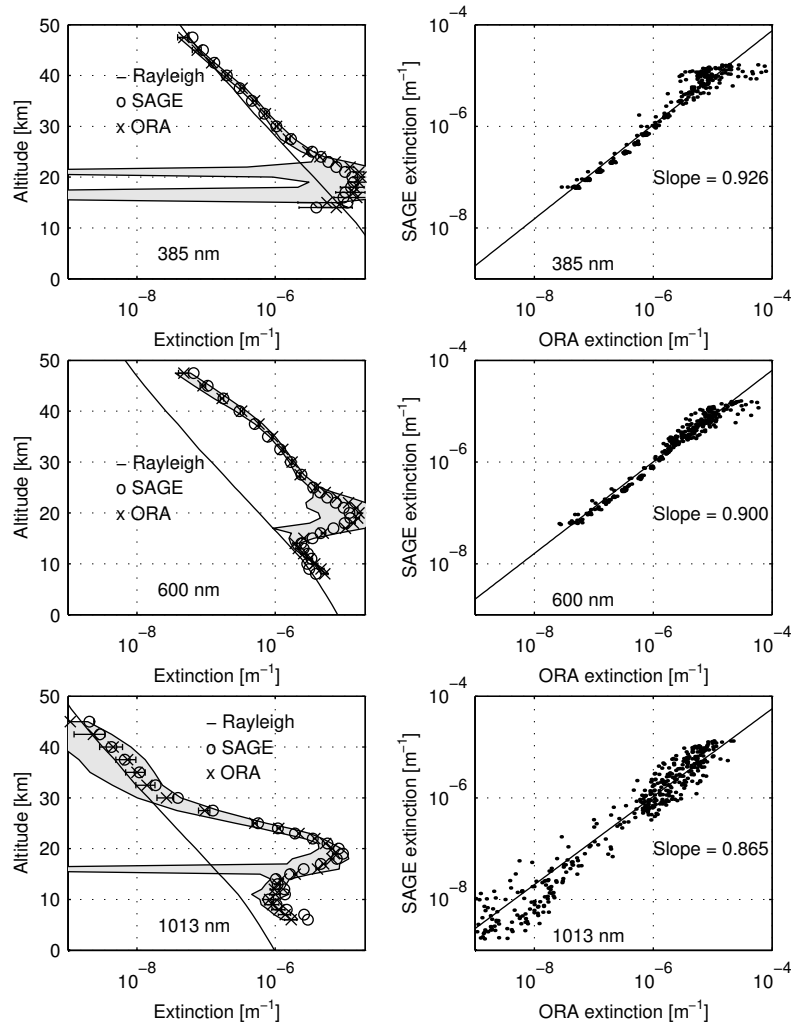 50
40
30
20
10
0
Altitude [km]
– Rayleigh
o SAGE
x ORA
385 nm
10⁻⁸
10⁻⁶
Extinction [m⁻¹]
10⁻⁴
10⁻⁶
10⁻⁸
SAGE extinction [m⁻¹]
Slope = 0.926
385 nm
10⁻⁸
10⁻⁶
10⁻⁴
ORA extinction [m⁻¹]
50
40
30
20
10
0
Altitude [km]
– Rayleigh
o SAGE
x ORA
600 nm
10⁻⁸
10⁻⁶
Extinction [m⁻¹]
10⁻⁴
10⁻⁶
10⁻⁸
SAGE extinction [m⁻¹]
Slope = 0.900
600 nm
10⁻⁸
10⁻⁶
10⁻⁴
ORA extinction [m⁻¹]
50
40
30
20
10
0
Altitude [km]
– Rayleigh
o SAGE
x ORA
1013 nm
10⁻⁸
10⁻⁶
Extinction [m⁻¹]
10⁻⁴
10⁻⁶
10⁻⁸
SAGE extinction [m⁻¹]
Slope = 0.865
1013 nm
10⁻⁸
10⁻⁶
10⁻⁴
ORA extinction [m⁻¹]